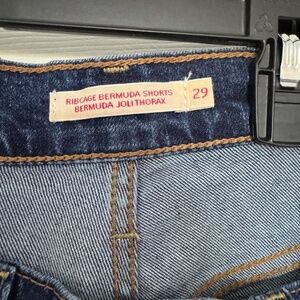 RIBCAGE BERMUDA SHORTS
BERMUDA JOLI THORAX
29